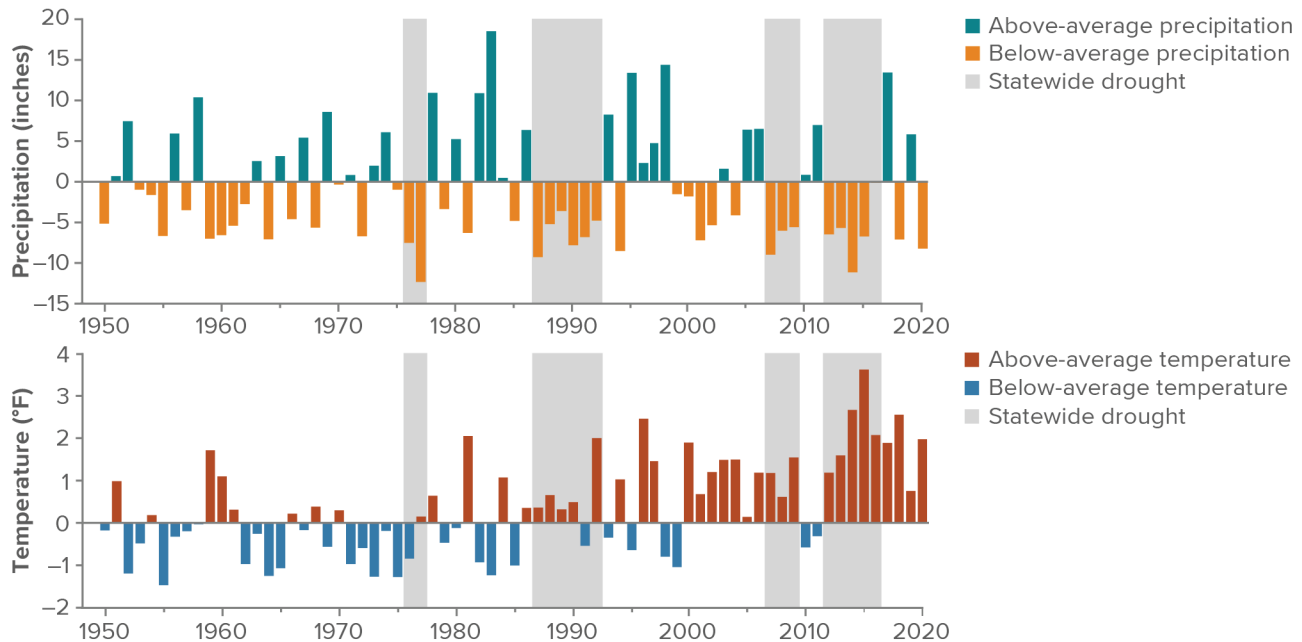 Precipitation (inches)
20
15
10
5
0
−5
−10
−15
1950 1960 1970 1980 1990 2000 2010 2020
Above-average precipitation
Below-average precipitation
Statewide drought
Temperature (°F)
4
3
2
1
0
−1
−2
1950 1960 1970 1980 1990 2000 2010 2020
Above-average temperature
Below-average temperature
Statewide drought